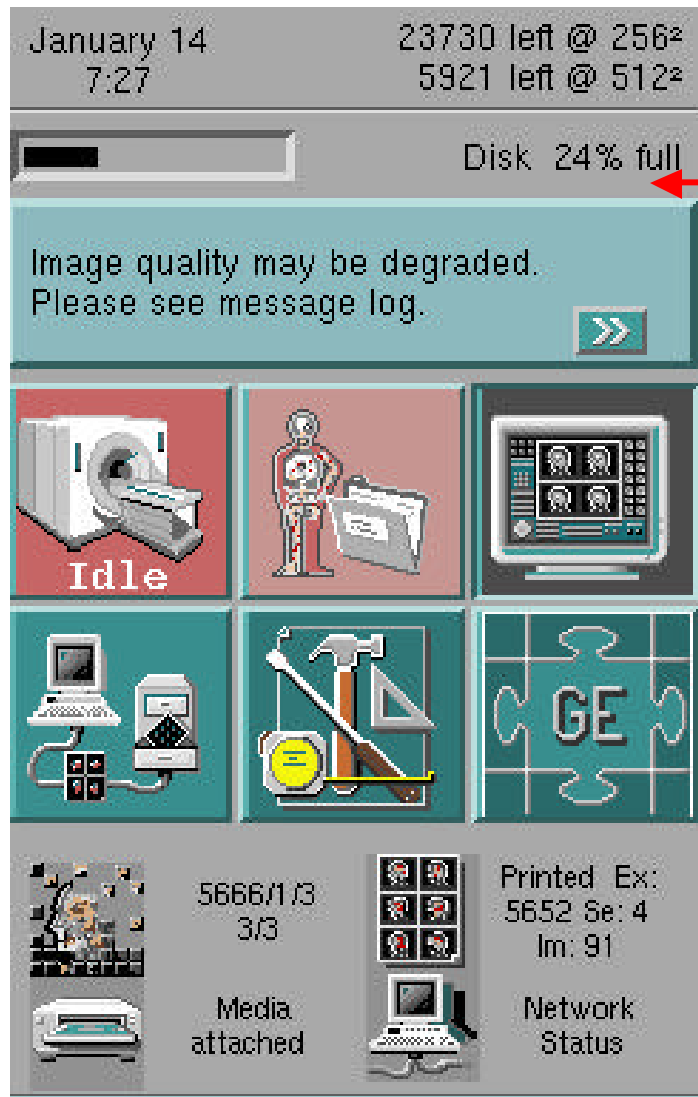 January 14
7:27
23730 left @ 256²
5921 left @ 512²
Disk 24% full
Image quality may be degraded.
Please see message log.
Idle
GE
5666/1/3
3/3
Printed Ex:
5652 Se: 4
Im: 91
Media
attached
Network
Status